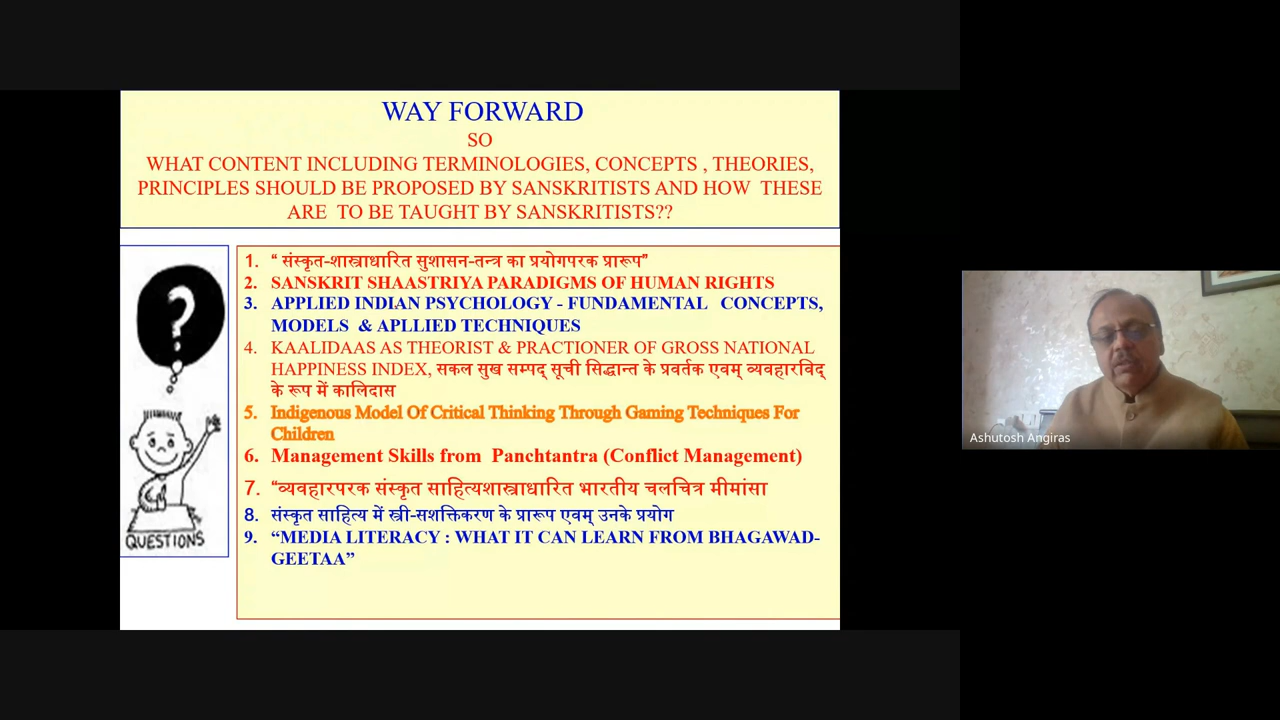 WAY FORWARD
SO
WHAT CONTENT INCLUDING TERMINOLOGIES, CONCEPTS , THEORIES,
PRINCIPLES SHOULD BE PROPOSED BY SANSKRITISTS AND HOW THESE
ARE TO BE TAUGHT BY SANSKRITISTS??
QUESTIONS
1. “ संस्कृत-शास्त्राधारित सुशासन-तन्त्र का प्रयोगपरक प्रारूप”
2. SANSKRIT SHAASTRIYA PARADIGMS OF HUMAN RIGHTS
3. APPLIED INDIAN PSYCHOLOGY - FUNDAMENTAL CONCEPTS,
MODELS & APLLIED TECHNIQUES
4. KAALIDAAS AS THEORIST & PRACTIONER OF GROSS NATIONAL
HAPPINESS INDEX, सकल सुख सम्पद् सूची सिद्धान्त के प्रवर्तक एवम् व्यवहारविद्
के रूप में कालिदास
5. Indigenous Model Of Critical Thinking Through Gaming Techniques For
Children
6. Management Skills from Panchtantra (Conflict Management)
7. “व्यवहारपरक संस्कृत साहित्यशास्त्राधारित भारतीय चलचित्र मीमांसा
8. संस्कृत साहित्य में स्त्री-सशक्तिकरण के प्रारूप एवम् उनके प्रयोग
9. “MEDIA LITERACY : WHAT IT CAN LEARN FROM BHAGAWAD-
GEETAA”
Ashutosh Angiras